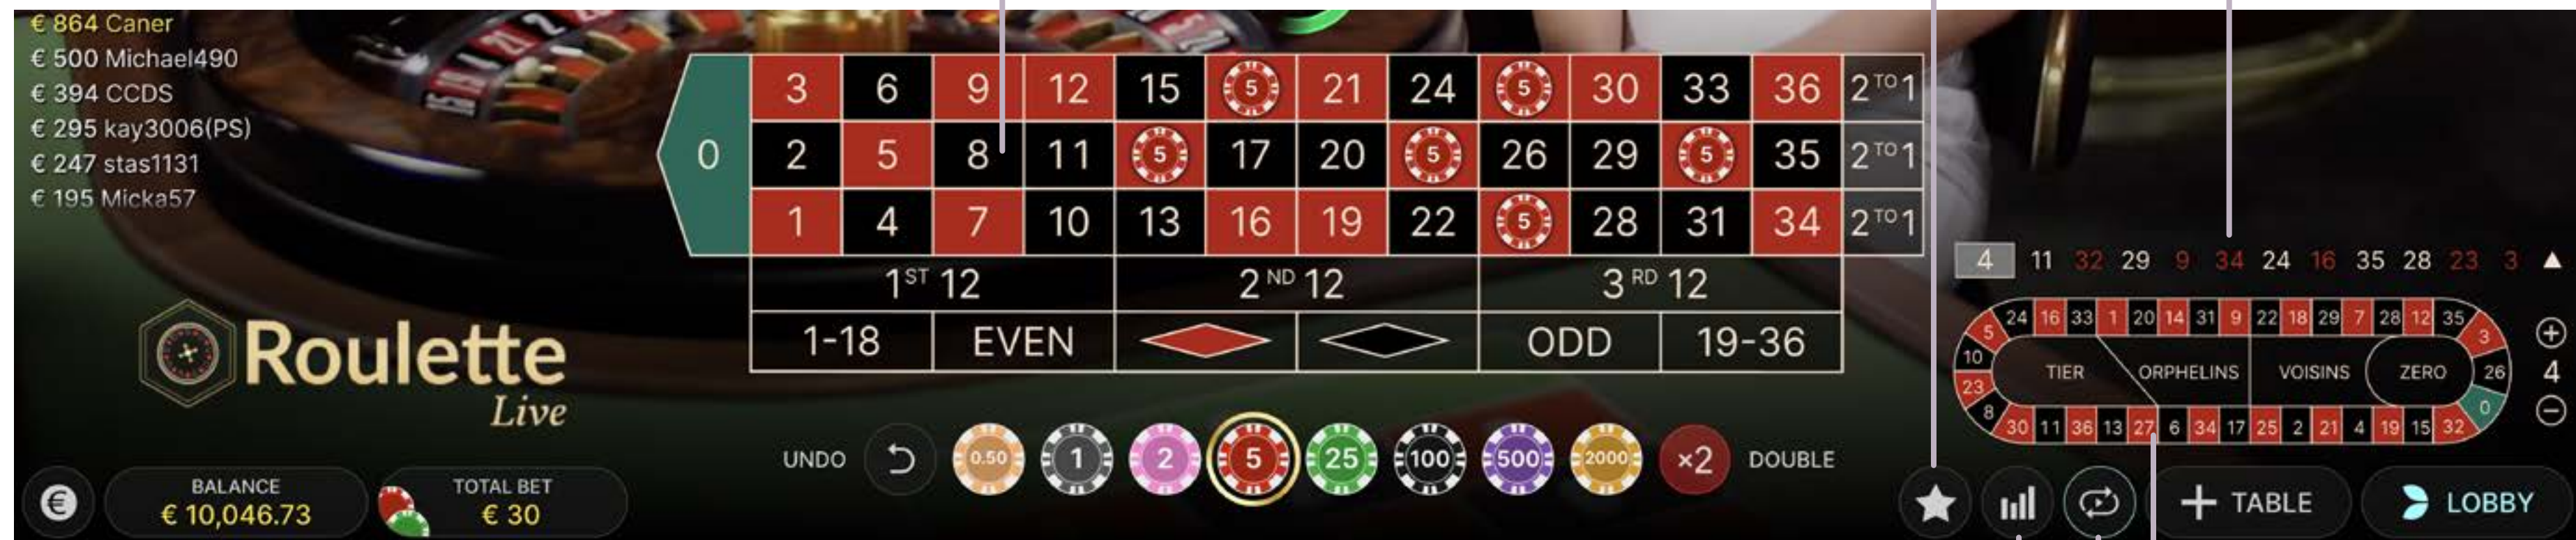 € 864 Caner
€ 500 Michael490
€ 394 CCDS
€ 295 kay3006(PS)
€ 247 stas1131
€ 195 Micka57
3 6 9 12 15 5 21 24 5 30 33 36 2 TO 1
0 2 5 8 11 5 17 20 5 26 29 5 35 2 TO 1
1 4 7 10 13 16 19 22 5 28 31 34 2 TO 1
1ST 12 2ND 12 3RD 12
1-18 EVEN ODD 19-36
Roulette
Live
4 11 32 29 9 34 24 16 35 28 23 3
24 16 33 1 20 14 31 9 22 18 29 7 28 12 35
5 3
10 TIER ORPHELINS VOISINS ZERO 26 4
23 0
8
30 11 36 13 27 6 34 17 25 2 21 4 19 15 32
UNDO 0.50 1 2 5 25 100 500 2000 ×2 DOUBLE
€ BALANCE
€ 10,046.73
TOTAL BET
€ 30
TABLE
LOBBY